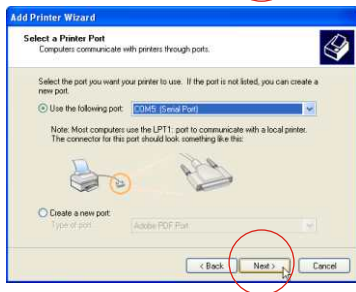 Add Printer Wizard
Select a Printer Port
Computers communicate with printers through ports.
Select the port you want your printer to use. If the port is not listed, you can create a
new port.
Use the following port: COM5: (Serial Port)
Note: Most computers use the LPT1: port to communicate with a local printer.
The connector for this port should look something like this:
Create a new port:
Type of port: Adobe PDF Port
< Back Next > Cancel